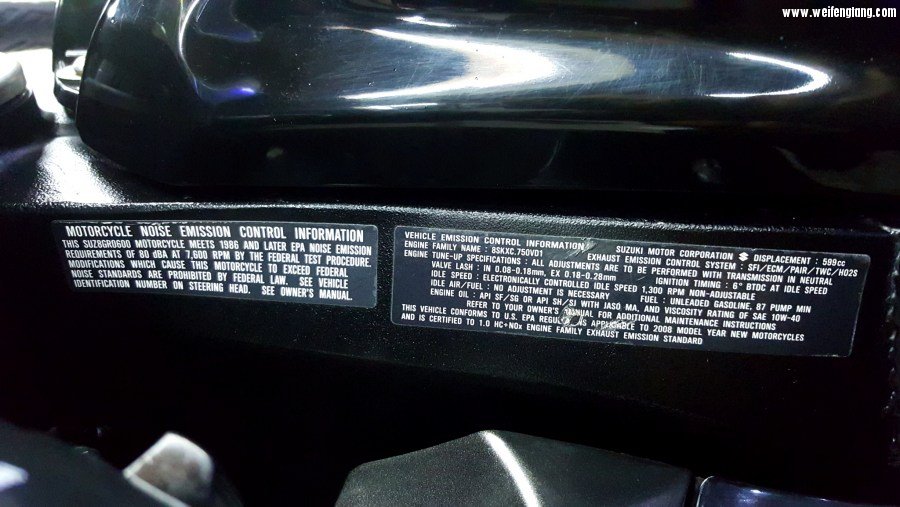 www.weifengtang.com
MOTORCYCLE NOISE EMISSION CONTROL INFORMATION
THIS SUZ8GR0600 MOTORCYCLE MEETS 1986 AND LATER EPA NOISE EMISSION
REQUIREMENTS OF 80 dBA AT 7,600 RPM BY THE FEDERAL TEST PROCEDURE.
MODIFICATIONS WHICH CAUSE THIS MOTORCYCLE TO EXCEED FEDERAL
NOISE STANDARDS ARE PROHIBITED BY FEDERAL LAW. SEE VEHICLE
IDENTIFICATION NUMBER ON STEERING HEAD. SEE OWNER'S MANUAL.
VEHICLE EMISSION CONTROL INFORMATION SUZUKI MOTOR CORPORATION DISPLACEMENT : 599cc
ENGINE FAMILY NAME : 8SKXC.750VD1 EXHAUST EMISSION CONTROL SYSTEM : SFI/ECM/PAIR/TWC/HO2S
ENGINE TUNE-UP SPECIFICATIONS : ALL ADJUSTMENTS ARE TO BE PERFORMED WITH TRANSMISSION IN NEUTRAL
VALVE LASH : IN 0.08-0.18mm, EX 0.18-0.28mm IGNITION TIMING : 6° BTDC AT IDLE SPEED
IDLE SPEED : ELECTRONICALLY CONTROLLED IDLE SPEED 1,300 RPM NON-ADJUSTABLE
IDLE AIR/FUEL : NO ADJUSTMENT IS NECESSARY FUEL : UNLEADED GASOLINE, 87 PUMP MIN
ENGINE OIL : API SF/SG OR API SH/SJ WITH JASO MA, AND VISCOSITY RATING OF SAE 10W-40
REFER TO YOUR OWNER'S MANUAL FOR ADDITIONAL MAINTENANCE INSTRUCTIONS
THIS VEHICLE CONFORMS TO U.S. EPA REGULATIONS APPLICABLE TO 2008 MODEL YEAR NEW MOTORCYCLES
AND IS CERTIFIED TO 1.0 HC+NOx ENGINE FAMILY EXHAUST EMISSION STANDARD